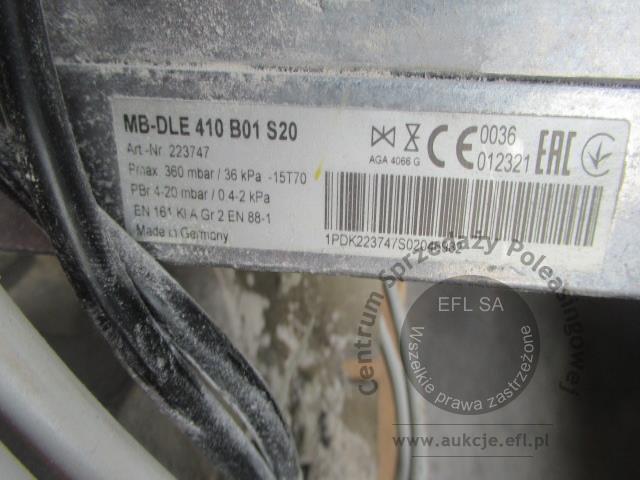 MB-DLE 410 B01 S20
Art.-Nr. 223747
Pmax. 360 mbar / 36 kPa -15T70
PBr 4-20 mbar / 0.4-2 kPa
EN 161 Kl A Gr 2 EN 88-1
Made in Germany
AGA 4066 G
CE 0036
012321
EAC
1PDK223747S02046932
Centrum Sprzedaży Poleasingowej
EFL SA
Wszelkie prawa zastrzeżone
www.aukcje.efl.pl